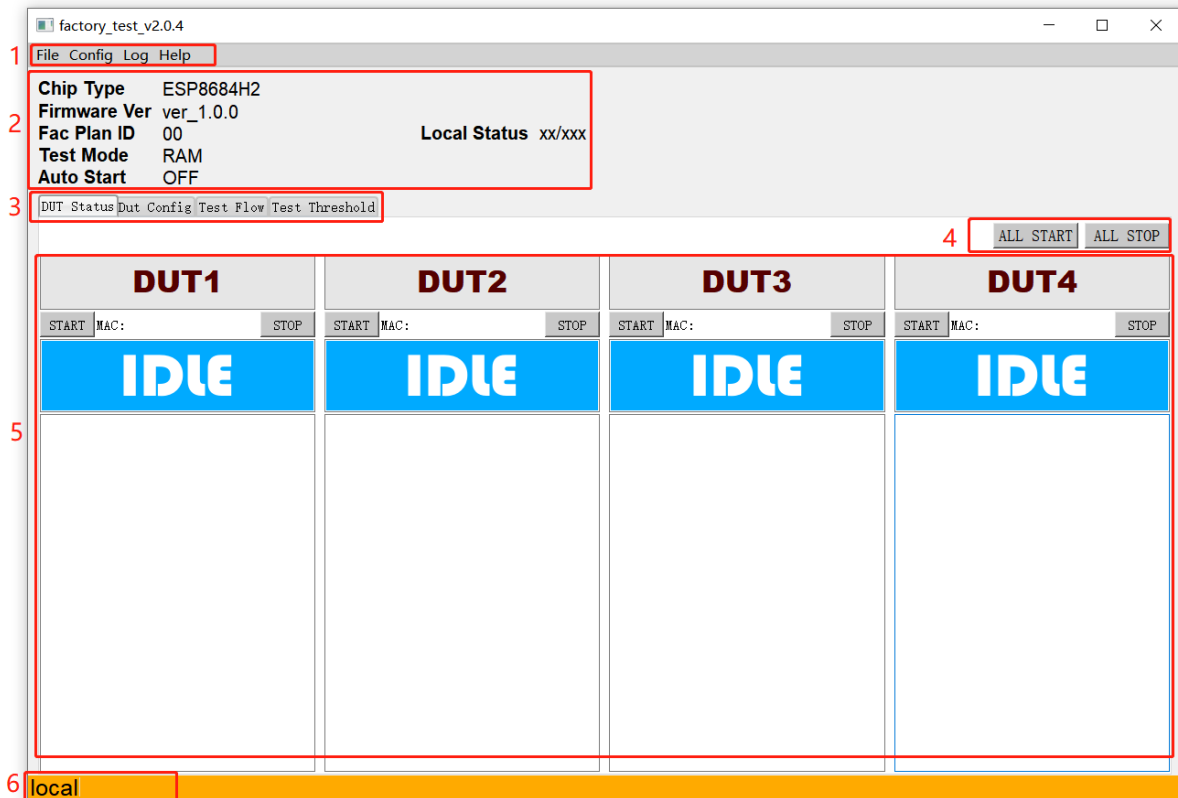 factory_test_v2.0.4
1
File Config Log Help
2
Chip Type ESP8684H2
Firmware Ver ver_1.0.0
Fac Plan ID 00 Local Status xx/xxx
Test Mode RAM
Auto Start OFF
3
DUT Status Dut Config Test Flow Test Threshold
4 ALL START ALL STOP
DUT1 DUT2 DUT3 DUT4
START MAC: STOP START MAC: STOP START MAC: STOP START MAC: STOP
IDLE IDLE IDLE IDLE
5
6 local